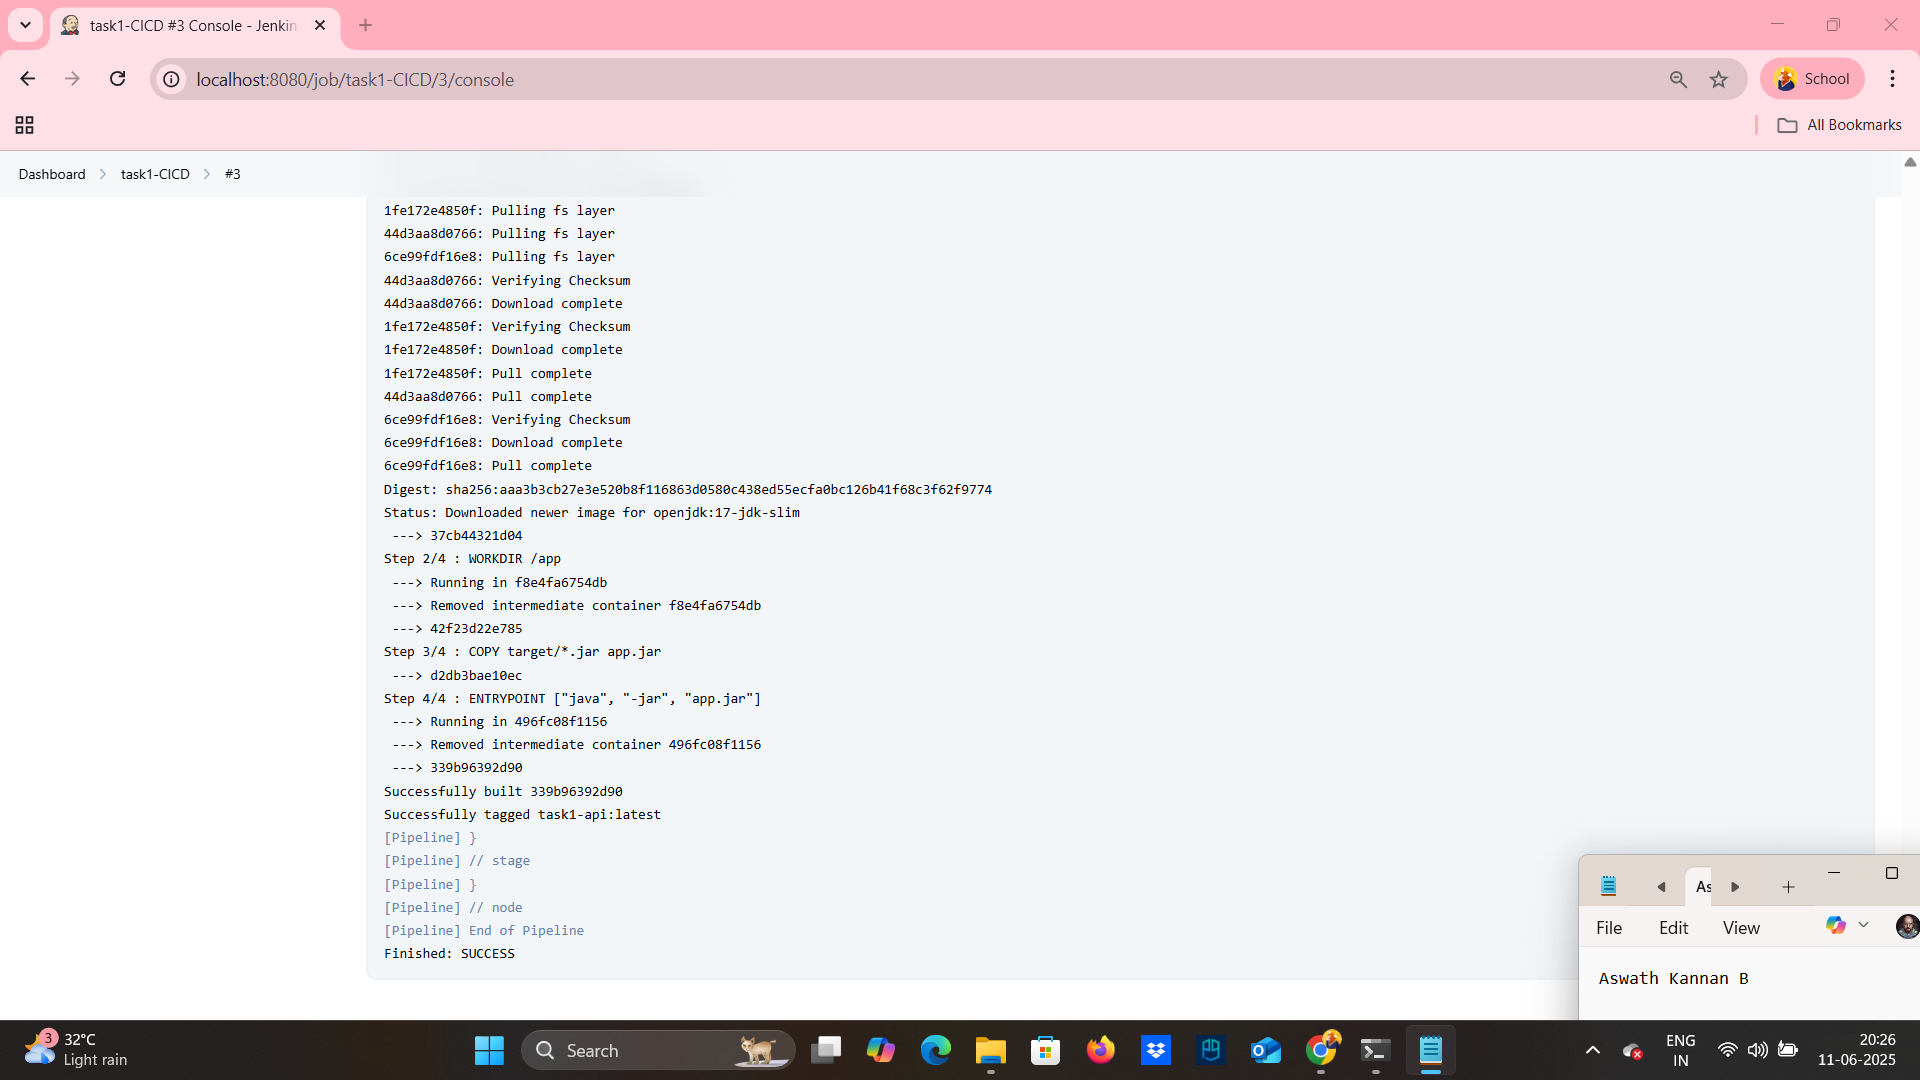 task1-CICD #3 Console - Jenkin
localhost:8080/job/task1-CICD/3/console
School
All Bookmarks
Dashboard > task1-CICD > #3
1fe172e4850f: Pulling fs layer
44d3aa8d0766: Pulling fs layer
6ce99fdf16e8: Pulling fs layer
44d3aa8d0766: Verifying Checksum
44d3aa8d0766: Download complete
1fe172e4850f: Verifying Checksum
1fe172e4850f: Download complete
1fe172e4850f: Pull complete
44d3aa8d0766: Pull complete
6ce99fdf16e8: Verifying Checksum
6ce99fdf16e8: Download complete
6ce99fdf16e8: Pull complete
Digest: sha256:aaa3b3cb27e3e520b8f116863d0580c438ed55ecfa0bc126b41f68c3f62f9774
Status: Downloaded newer image for openjdk:17-jdk-slim
---> 37cb44321d04
Step 2/4 : WORKDIR /app
---> Running in f8e4fa6754db
---> Removed intermediate container f8e4fa6754db
---> 42f23d22e785
Step 3/4 : COPY target/*.jar app.jar
---> d2db3bae10ec
Step 4/4 : ENTRYPOINT ["java", "-jar", "app.jar"]
---> Running in 496fc08f1156
---> Removed intermediate container 496fc08f1156
---> 339b96392d90
Successfully built 339b96392d90
Successfully tagged task1-api:latest
[Pipeline] }
[Pipeline] // stage
[Pipeline] }
[Pipeline] // node
[Pipeline] End of Pipeline
Finished: SUCCESS
As
File Edit View
Aswath Kannan B
3
32°C
Light rain
Search
ENG
IN
20:26
11-06-2025